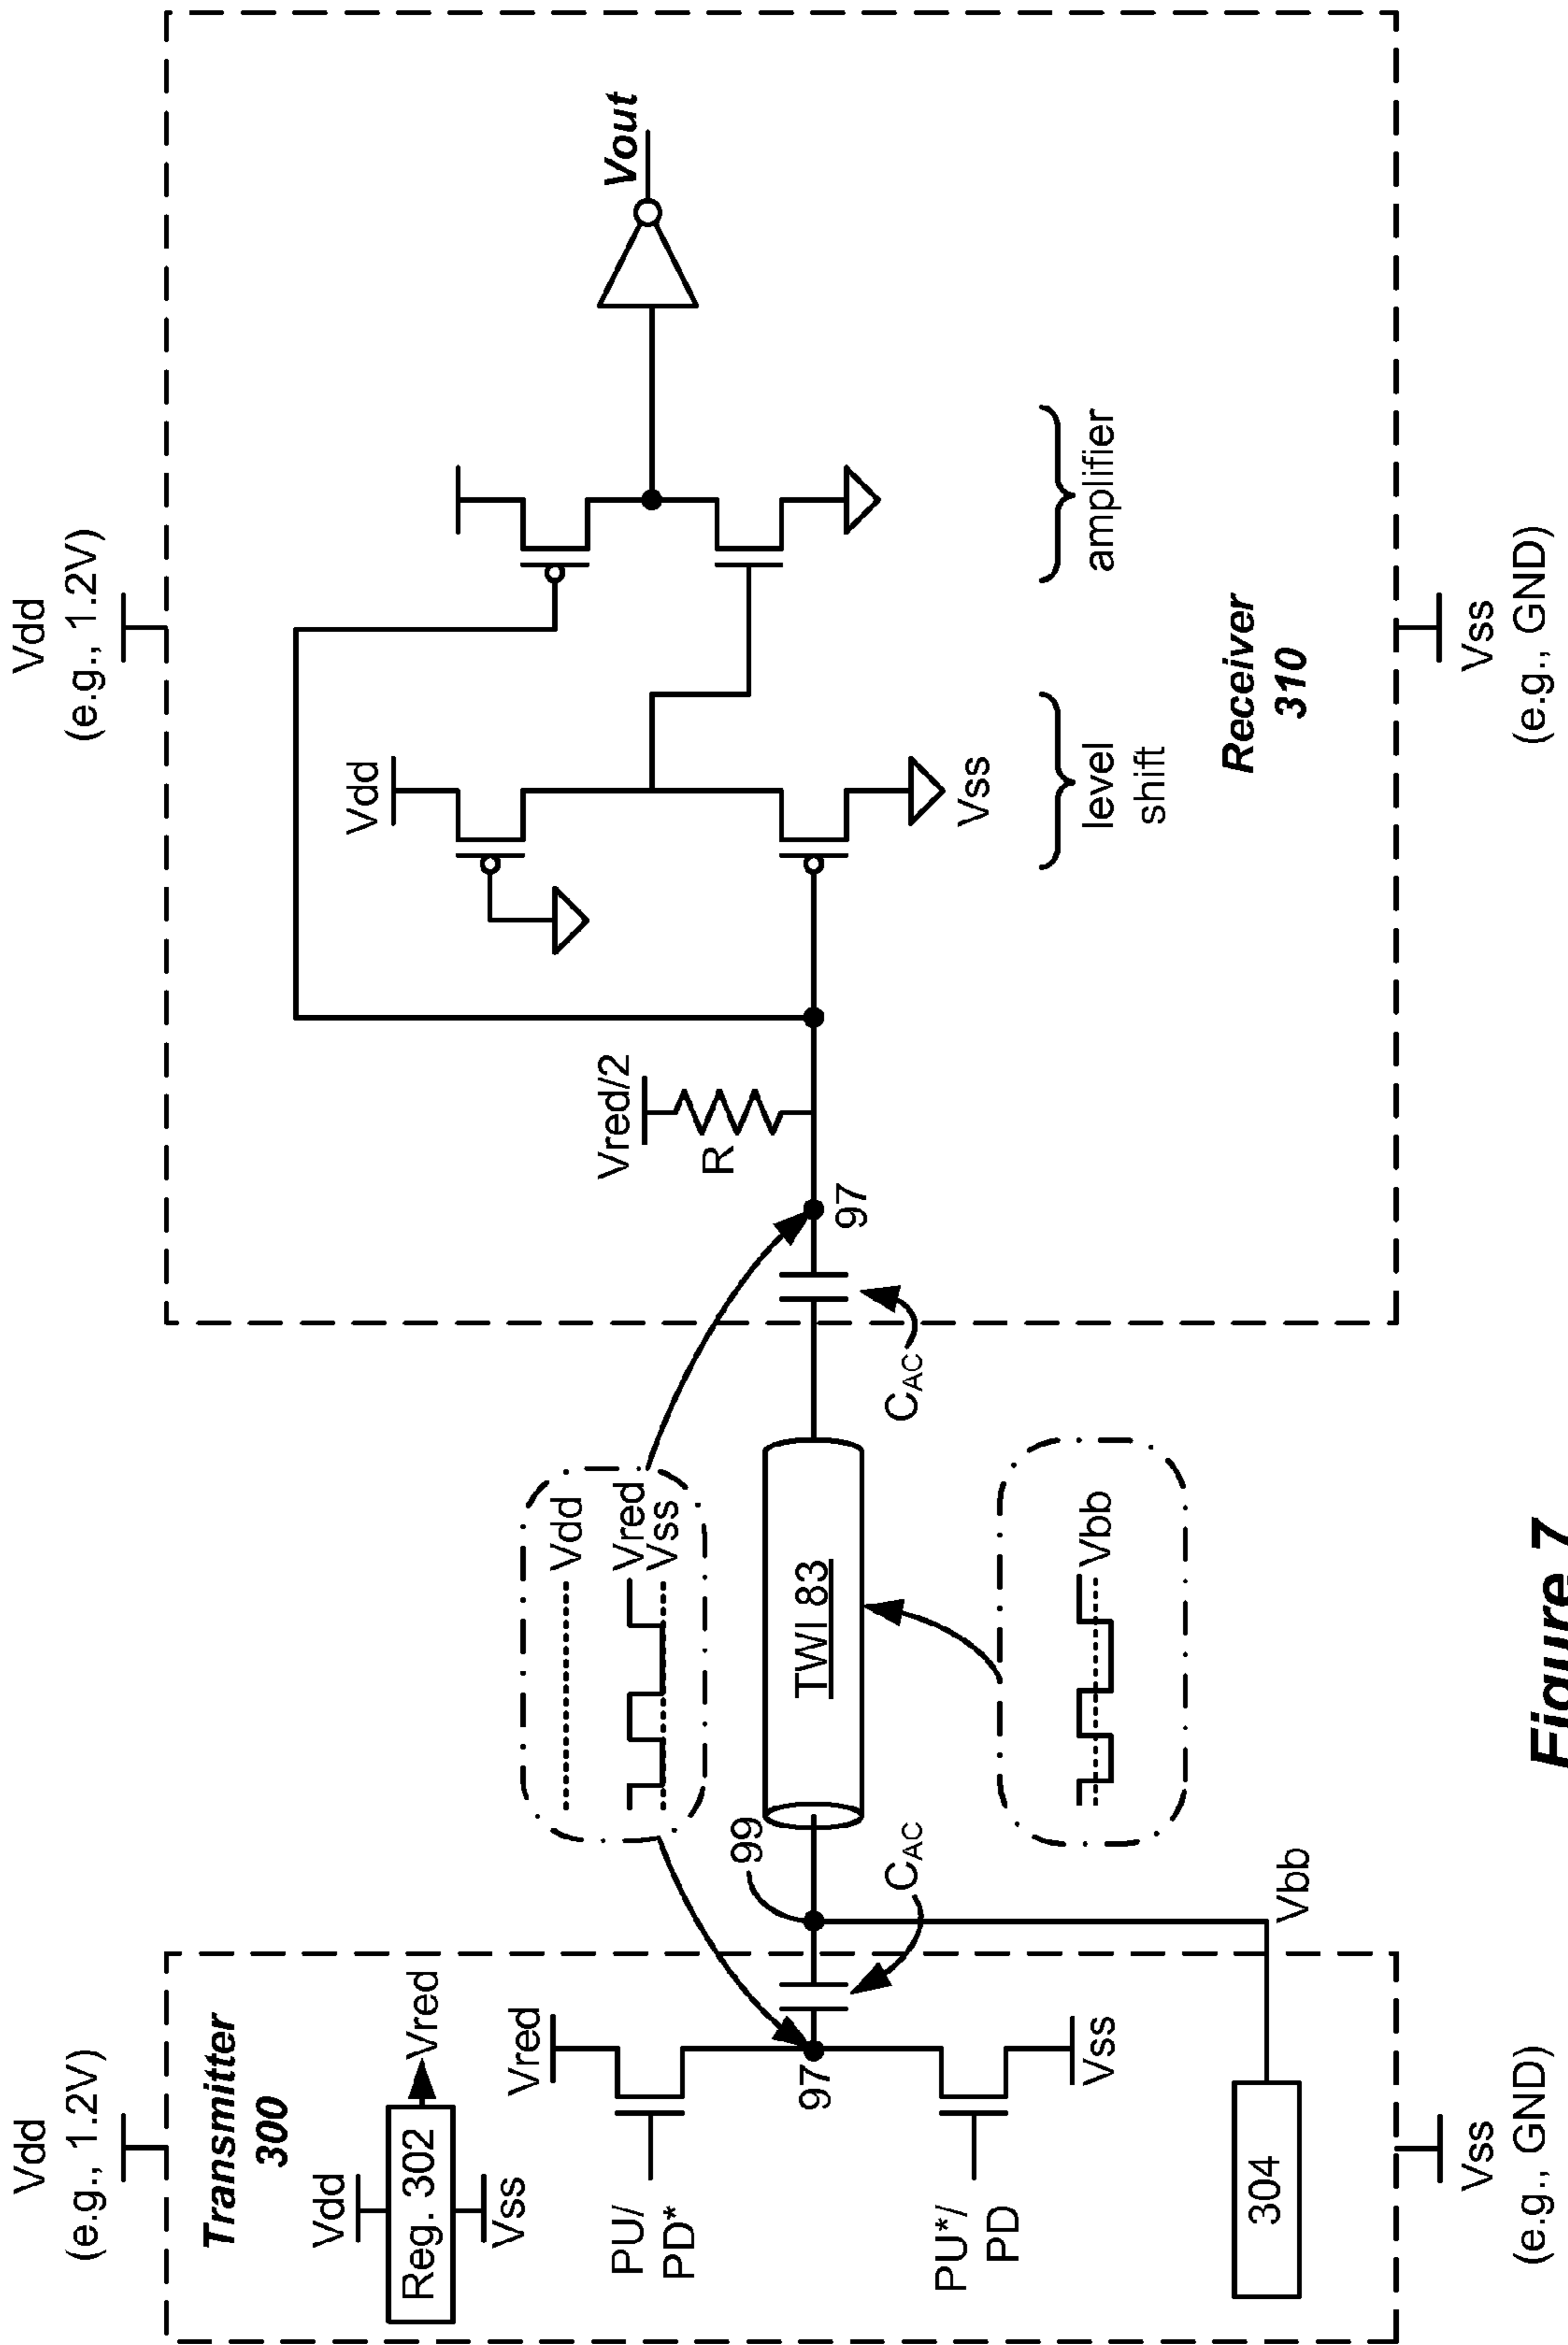 Vdd
(e.g., 1.2V)
Transmitter
300
Vdd
Reg. 302
Vred
Vss
Vred
PU/
PD*
97
PU*/
PD
Vss
304
Vss
(e.g., GND)
Vbb
99
CAC
TWI 83
Vdd
Vred
Vss
Vbb
CAC
Vdd
(e.g., 1.2V)
97
Vred/2
R
Vdd
Vss
level
shift
amplifier
Vout
Receiver
310
Vss
(e.g., GND)
Figure 7